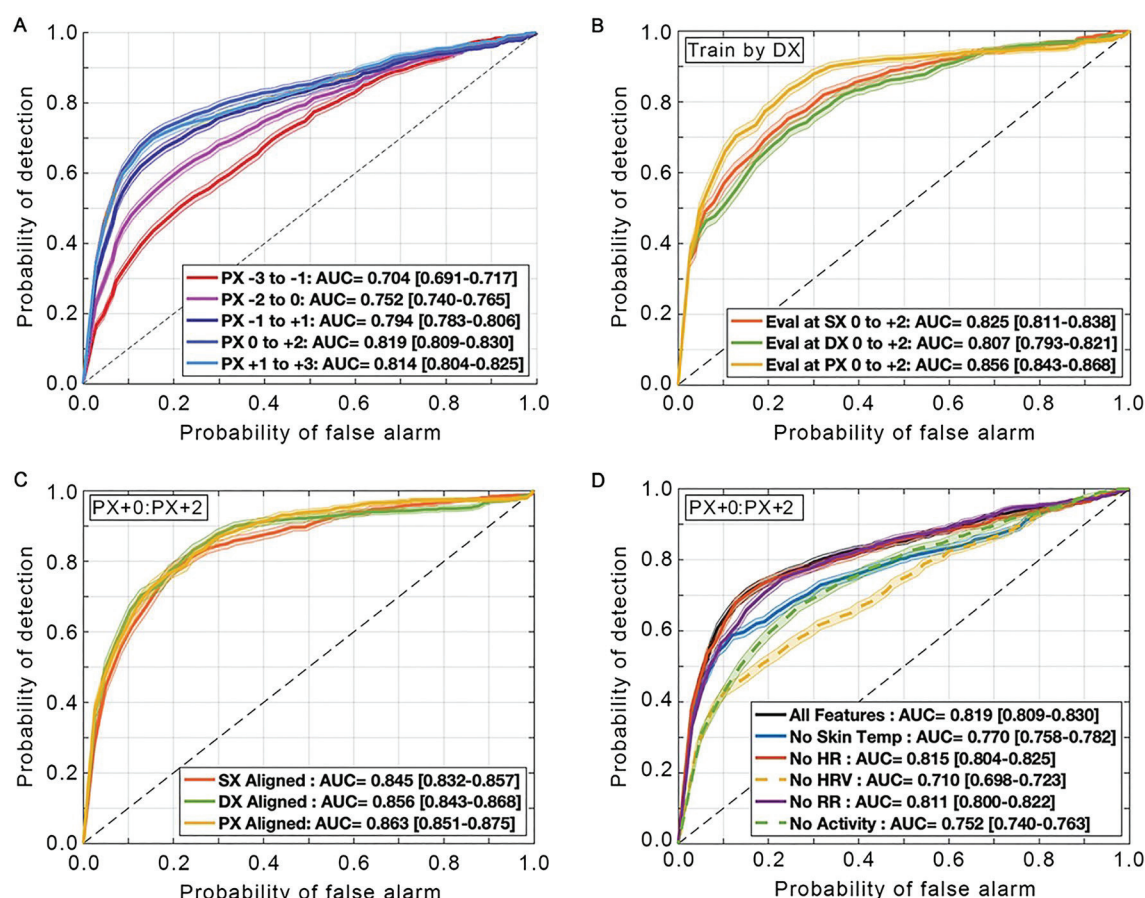 A
1.0
0.8
0.6
0.4
0.2
0.0
Probability of detection
PX -3 to -1: AUC= 0.704 [0.691-0.717]
PX -2 to 0: AUC= 0.752 [0.740-0.765]
PX -1 to +1: AUC= 0.794 [0.783-0.806]
PX 0 to +2: AUC= 0.819 [0.809-0.830]
PX +1 to +3: AUC= 0.814 [0.804-0.825]
0.0 0.2 0.4 0.6 0.8 1.0
Probability of false alarm
B
1.0
0.8
0.6
0.4
0.2
0.0
Probability of detection
Train by DX
Eval at SX 0 to +2: AUC= 0.825 [0.811-0.838]
Eval at DX 0 to +2: AUC= 0.807 [0.793-0.821]
Eval at PX 0 to +2: AUC= 0.856 [0.843-0.868]
0.0 0.2 0.4 0.6 0.8 1.0
Probability of false alarm
C
1.0
0.8
0.6
0.4
0.2
0.0
Probability of detection
PX+0:PX+2
SX Aligned : AUC= 0.845 [0.832-0.857]
DX Aligned : AUC= 0.856 [0.843-0.868]
PX Aligned: AUC= 0.863 [0.851-0.875]
0.0 0.2 0.4 0.6 0.8 1.0
Probability of false alarm
D
1.0
0.8
0.6
0.4
0.2
0.0
Probability of detection
PX+0:PX+2
All Features : AUC= 0.819 [0.809-0.830]
No Skin Temp : AUC= 0.770 [0.758-0.782]
No HR : AUC= 0.815 [0.804-0.825]
No HRV : AUC= 0.710 [0.698-0.723]
No RR : AUC= 0.811 [0.800-0.822]
No Activity : AUC= 0.752 [0.740-0.763]
0.0 0.2 0.4 0.6 0.8 1.0
Probability of false alarm